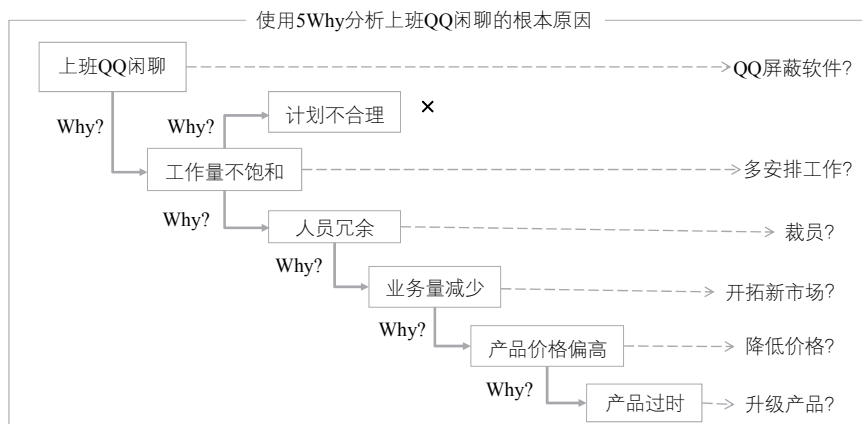 使用5Why分析上班QQ闲聊的根本原因
上班QQ闲聊
QQ屏蔽软件?
Why?
Why?
计划不合理
×
工作量不饱和
多安排工作?
Why?
人员冗余
裁员?
Why?
业务量减少
开拓新市场?
Why?
产品价格偏高
降低价格?
Why?
产品过时
升级产品?